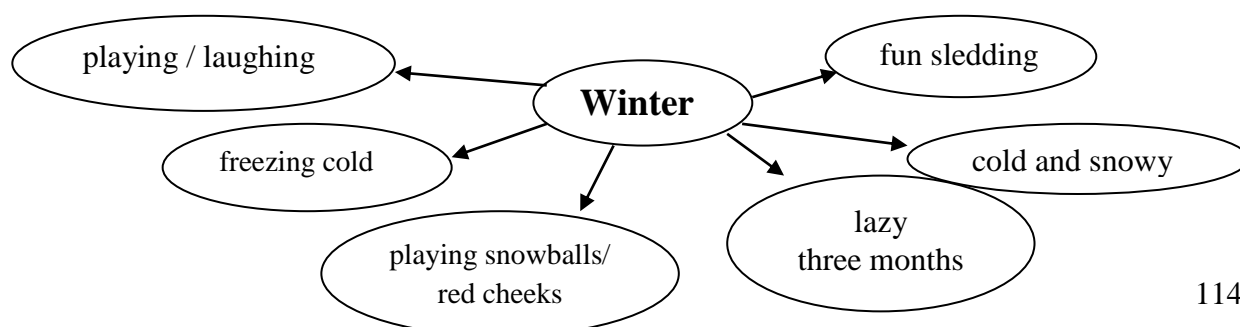 playing / laughing
fun sledding
Winter
freezing cold
cold and snowy
lazy
three months
playing snowballs/
red cheeks
114